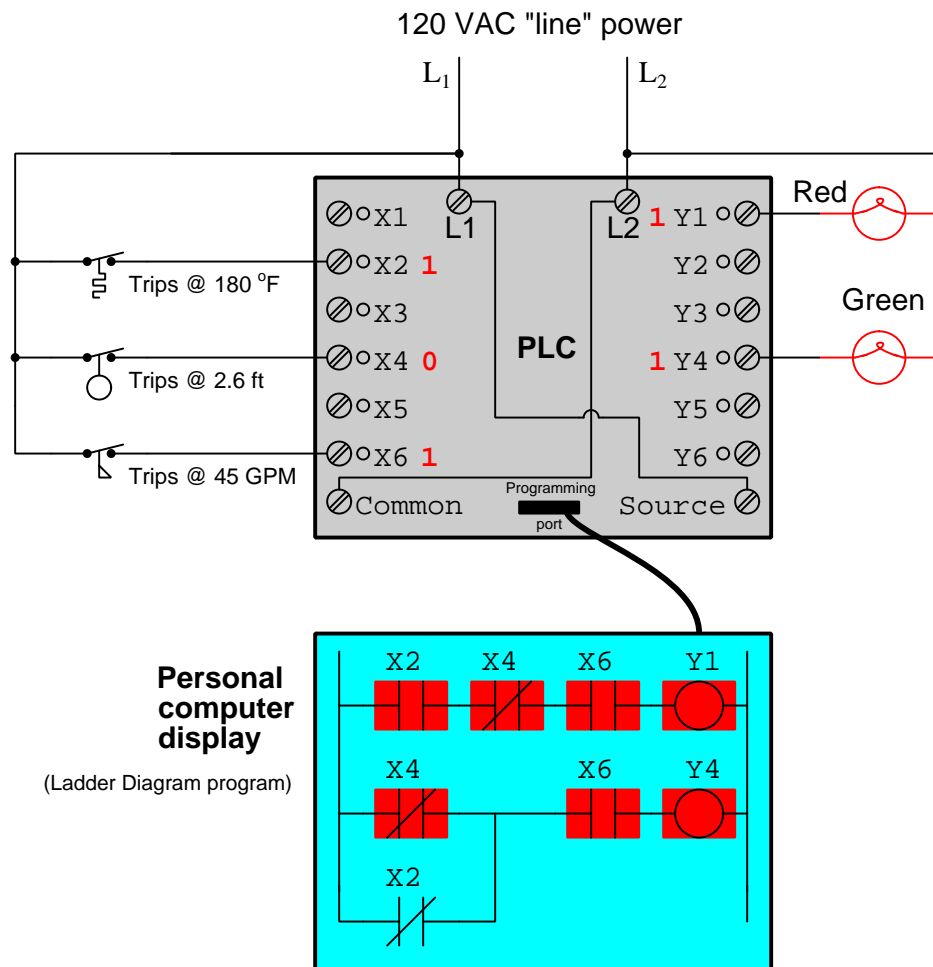 120 VAC "line" power
L1 L2
Red
Green
X1 L1 L2 1 Y1
X2 1 Y2
Trips @ 180 °F
X3 Y3
PLC
X4 0 1 Y4
Trips @ 2.6 ft
X5 Y5
X6 1 Y6
Trips @ 45 GPM
Common Programming port Source
Personal
computer
display
(Ladder Diagram program)
X2 X4 X6 Y1
X4 X6 Y4
X2